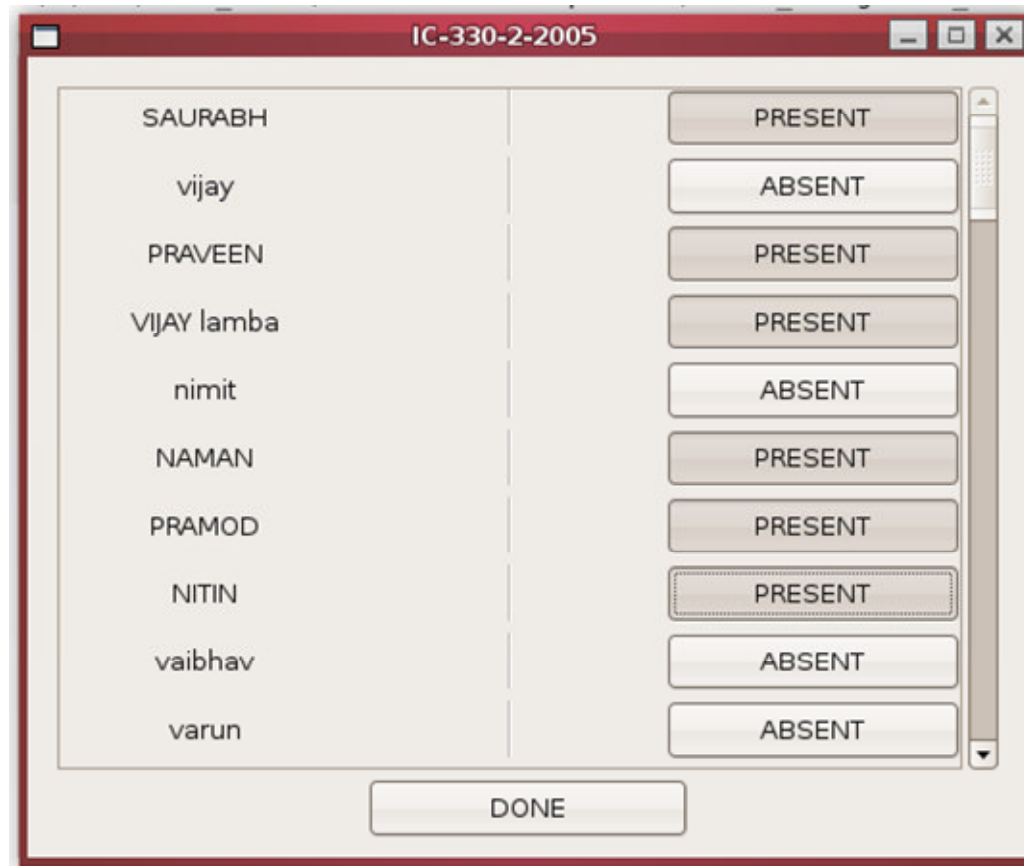 IC-330-2-2005
SAURABH PRESENT
vijay ABSENT
PRAVEEN PRESENT
VIJAY lamba PRESENT
nimit ABSENT
NAMAN PRESENT
PRAMOD PRESENT
NITIN PRESENT
vaibhav ABSENT
varun ABSENT
DONE